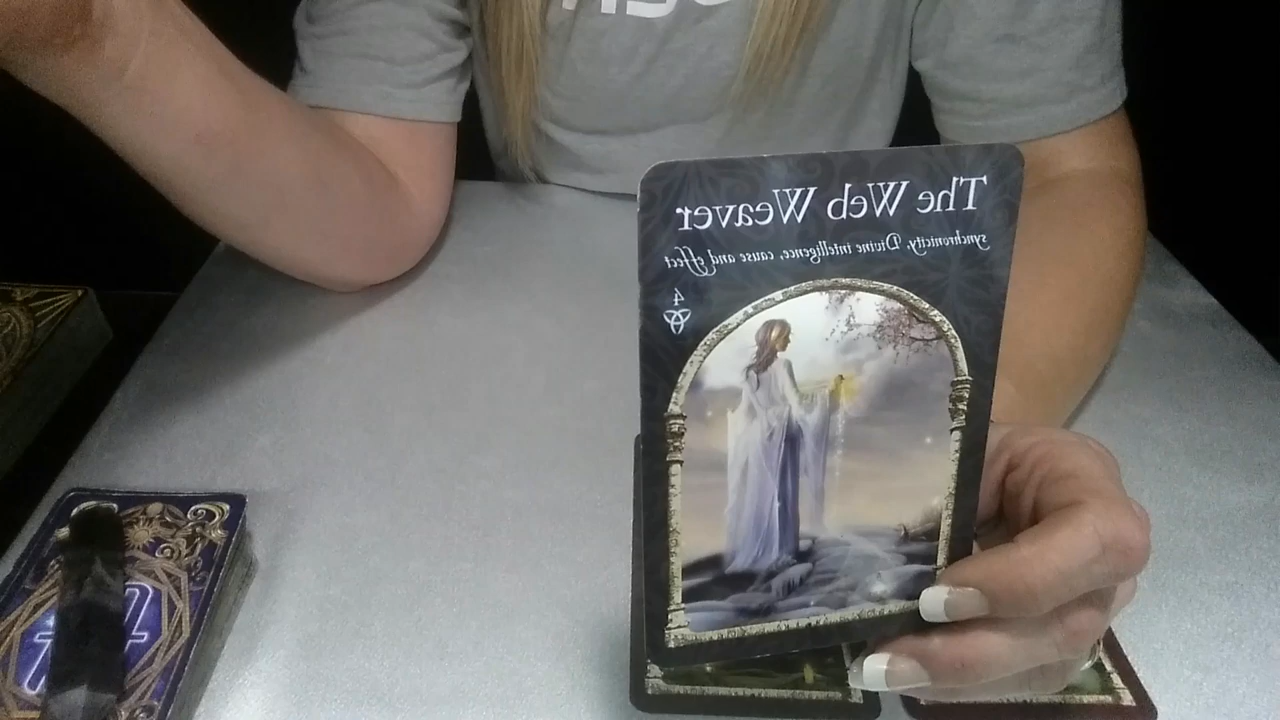 The Web Weaver
synchronicity, Divine intelligence, cause and effect
4